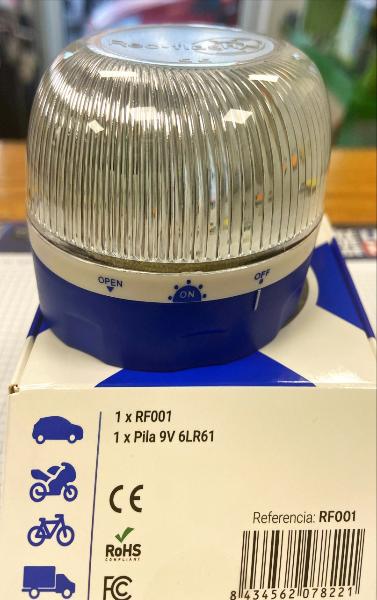 OPEN
ON
OFF
1 x RF001
1 x Pila 9V 6LR61
CE
RoHS
COMPLIANT
FC
Referencia: RF001
8 434562 078221